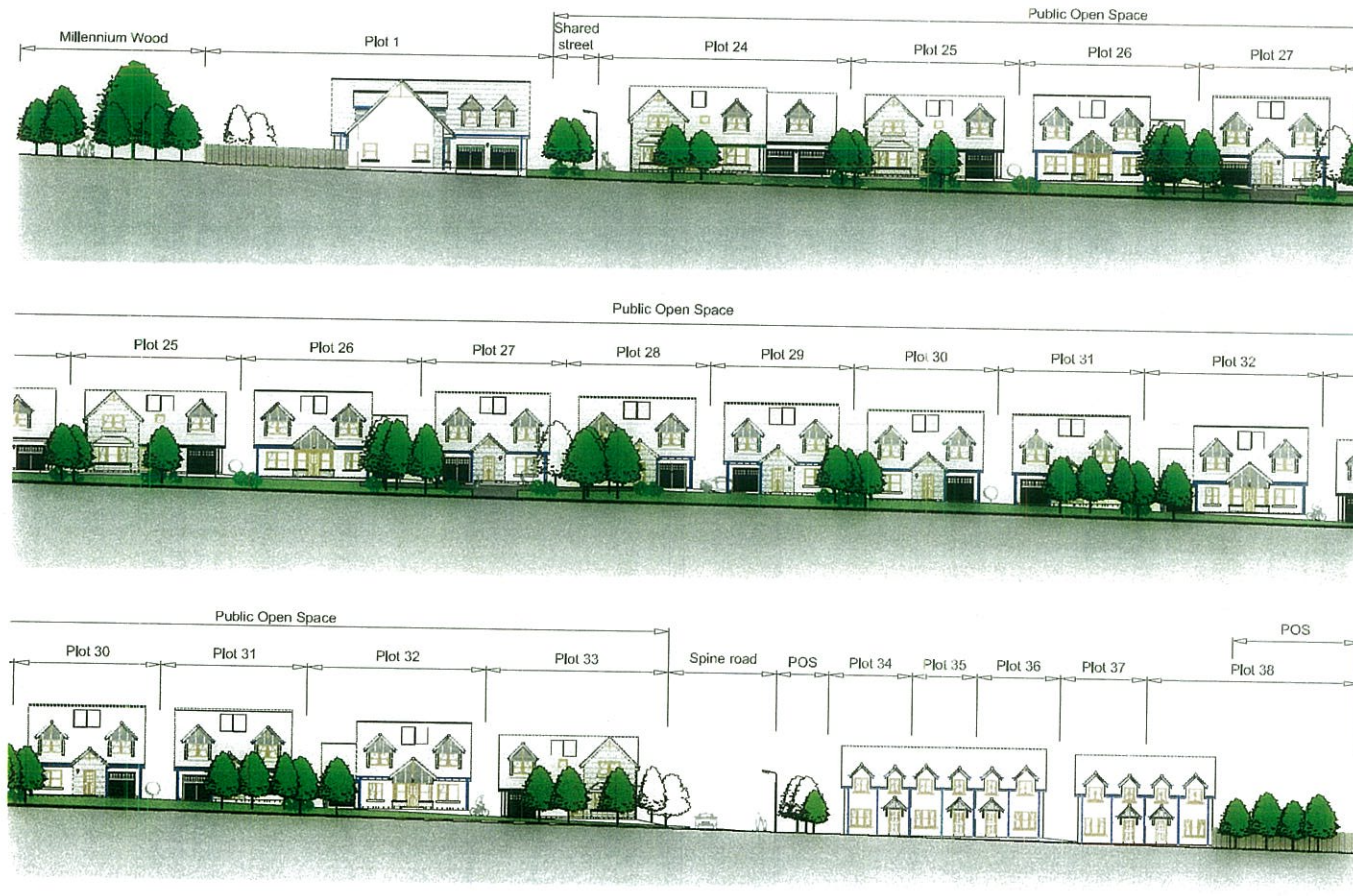 Public Open Space
Millennium Wood
Plot 1
Shared
street
Plot 24
Plot 25
Plot 26
Plot 27
Public Open Space
Plot 25
Plot 26
Plot 27
Plot 28
Plot 29
Plot 30
Plot 31
Plot 32
Public Open Space
POS
Plot 30
Plot 31
Plot 32
Plot 33
Spine road
POS
Plot 34
Plot 35
Plot 36
Plot 37
Plot 38